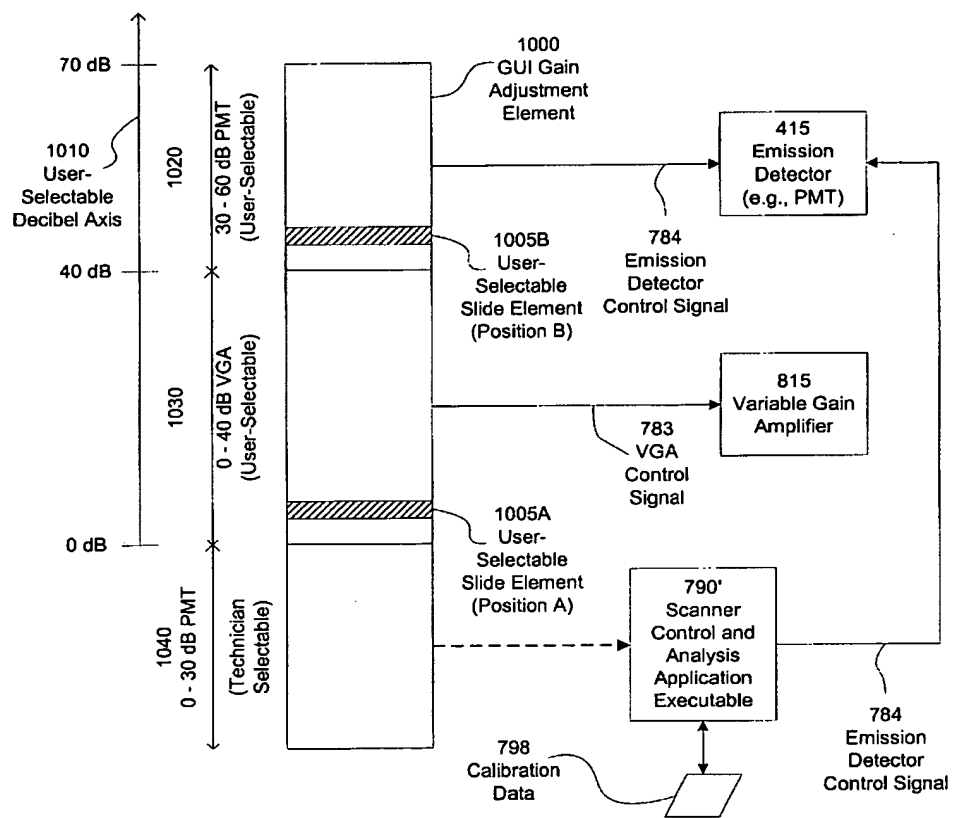 70 dB
1010
User-
Selectable
Decibel Axis
40 dB
0 dB
1020
30 - 60 dB PMT
(User-Selectable)
1030
0 - 40 dB VGA
(User-Selectable)
1040
0 - 30 dB PMT
(Technician
Selectable)
1000
GUI Gain
Adjustment
Element
415
Emission
Detector
(e.g., PMT)
784
Emission
Detector
Control Signal
1005B
User-
Selectable
Slide Element
(Position B)
815
Variable Gain
Amplifier
783
VGA
Control
Signal
1005A
User-
Selectable
Slide Element
(Position A)
790'
Scanner
Control and
Analysis
Application
Executable
784
Emission
Detector
Control Signal
798
Calibration
Data